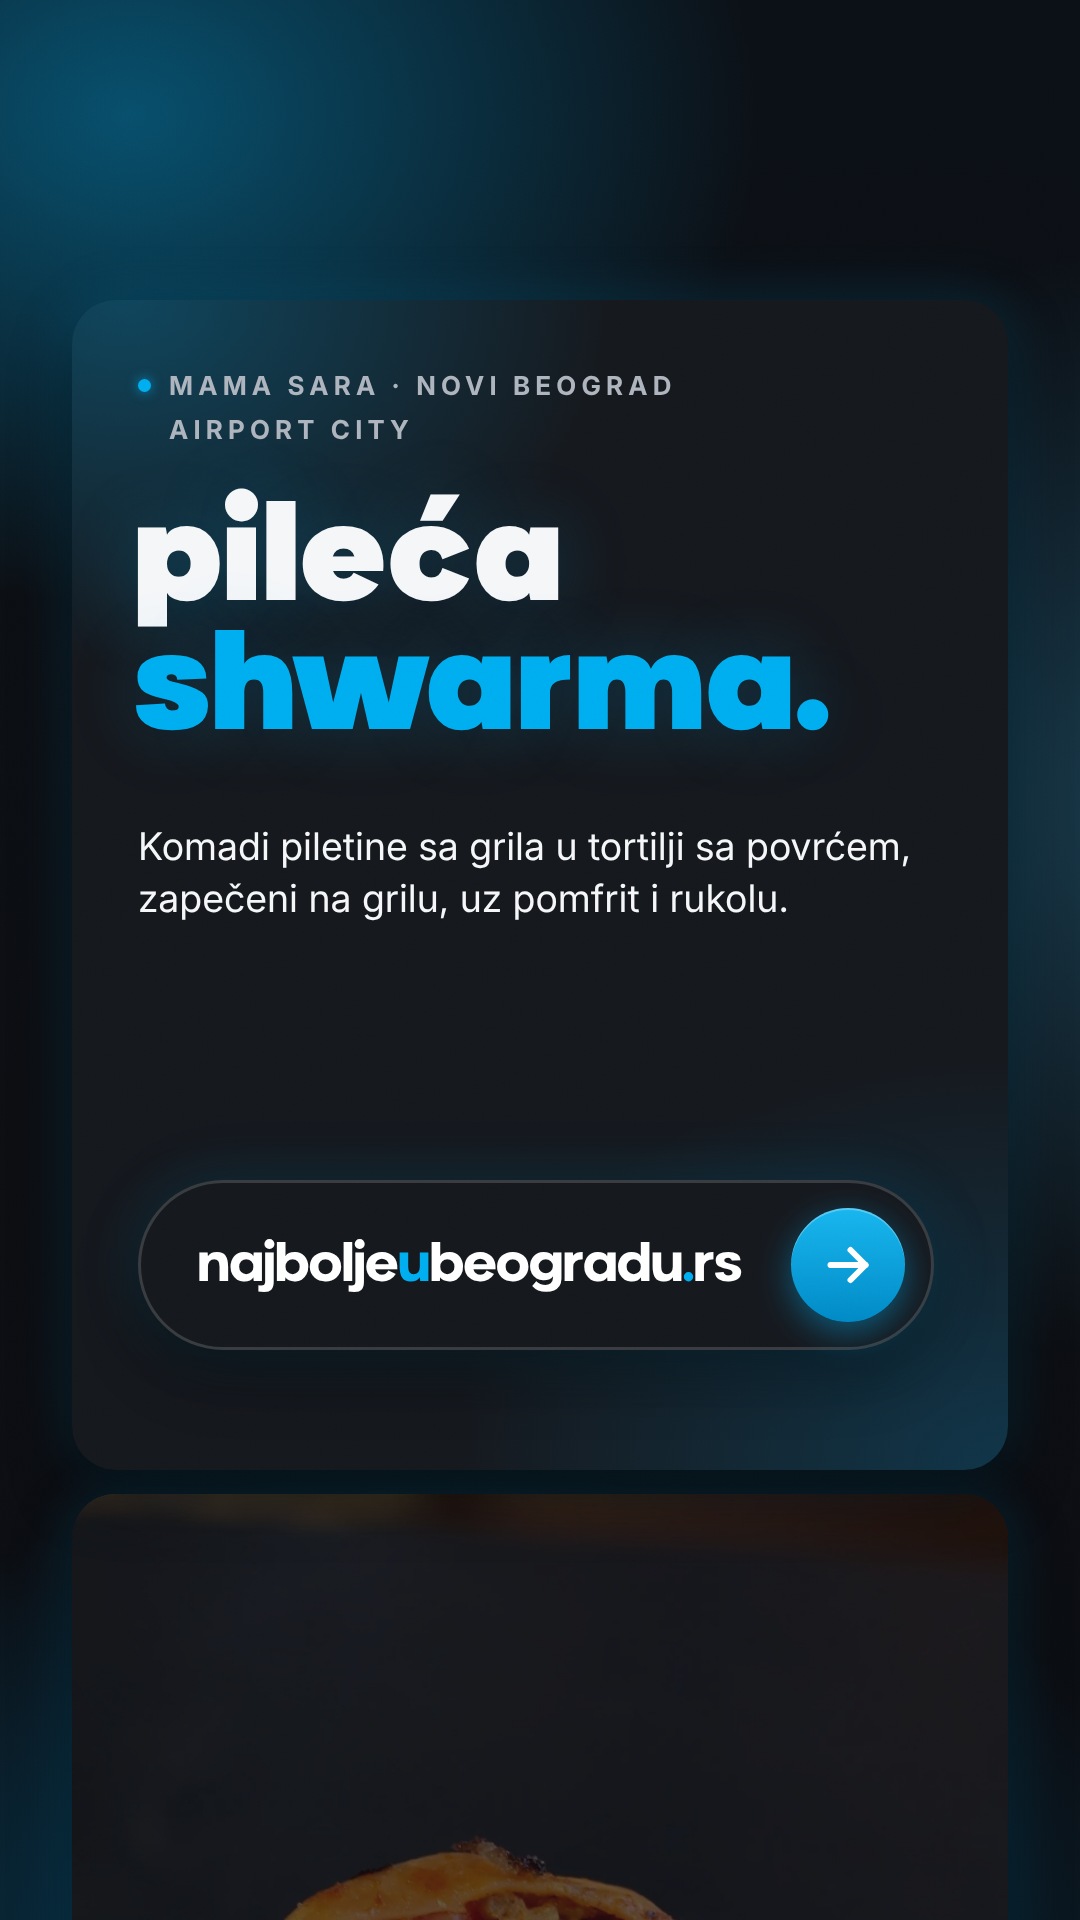 MAMA SARA · NOVI BEOGRAD
AIRPORT CITY
pileća
shwarma.
Komadi piletine sa grila u tortilji sa povrćem,
zapečeni na grilu, uz pomfrit i rukolu.
najboljeubeogradu.rs